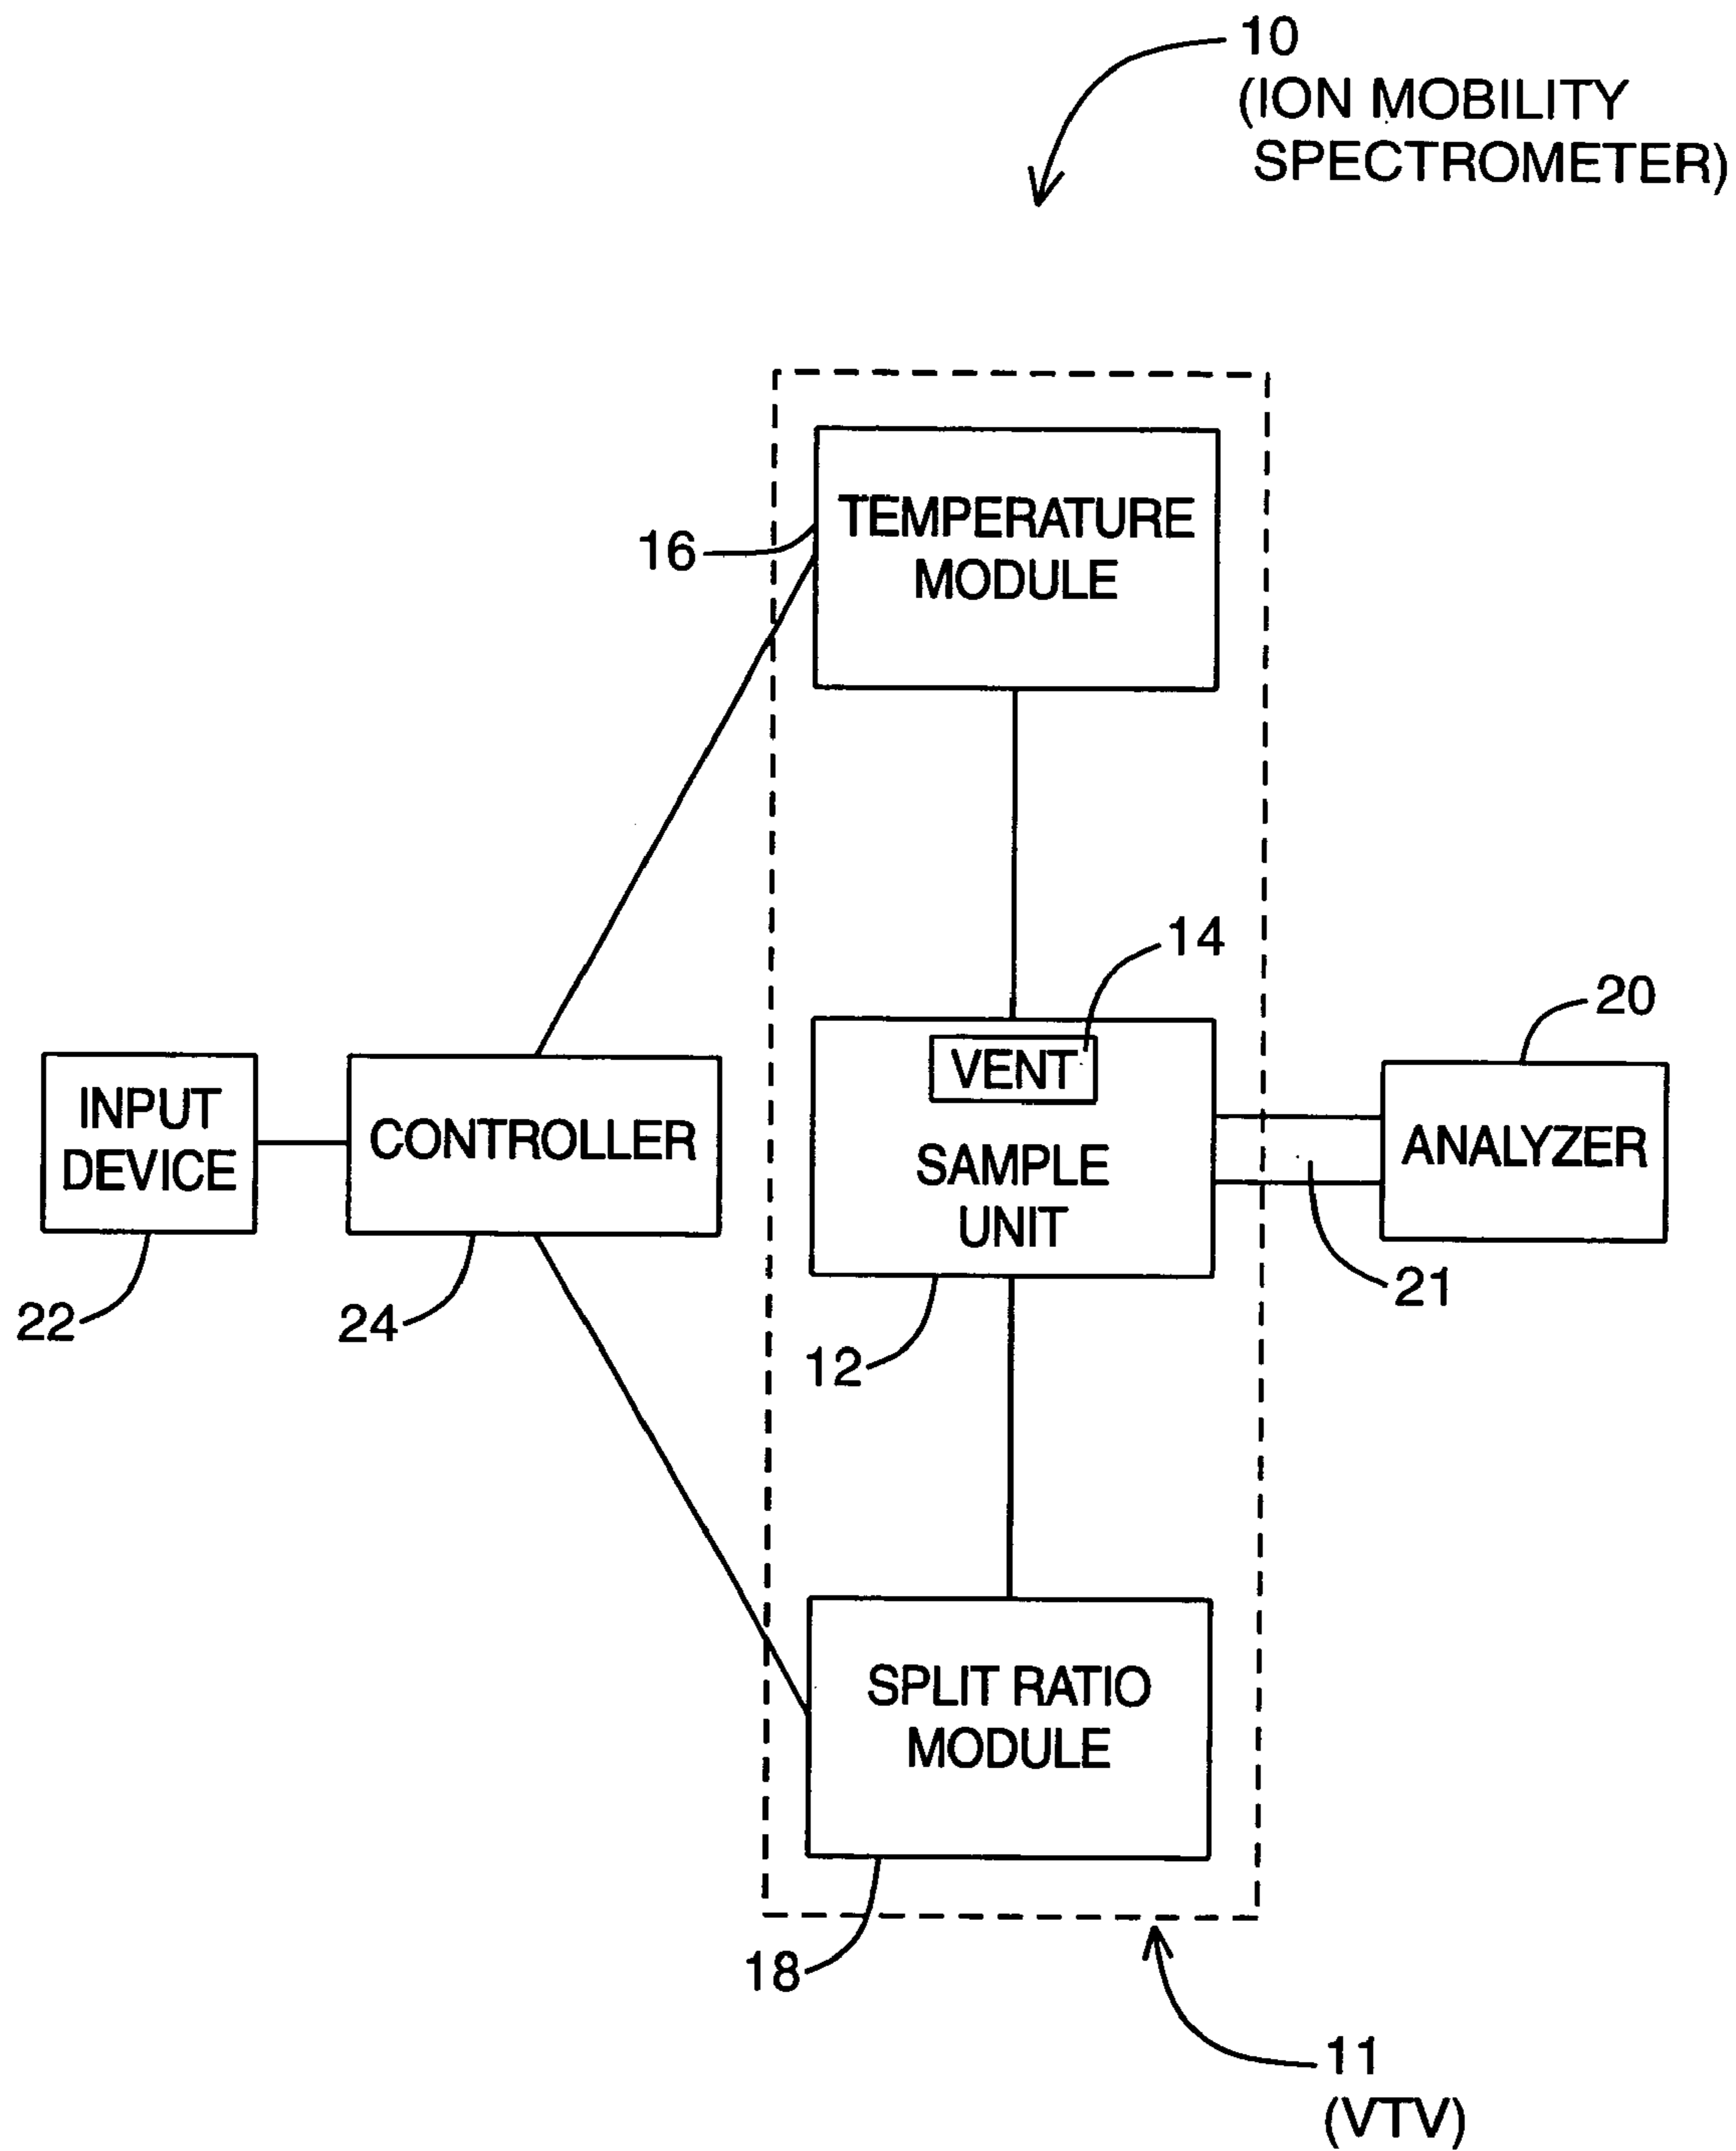 10
(ION MOBILITY
SPECTROMETER)
16
TEMPERATURE
MODULE
14
20
VENT
INPUT
DEVICE
CONTROLLER
SAMPLE
UNIT
ANALYZER
21
22
24
12
SPLIT RATIO
MODULE
18
11
(VTV)